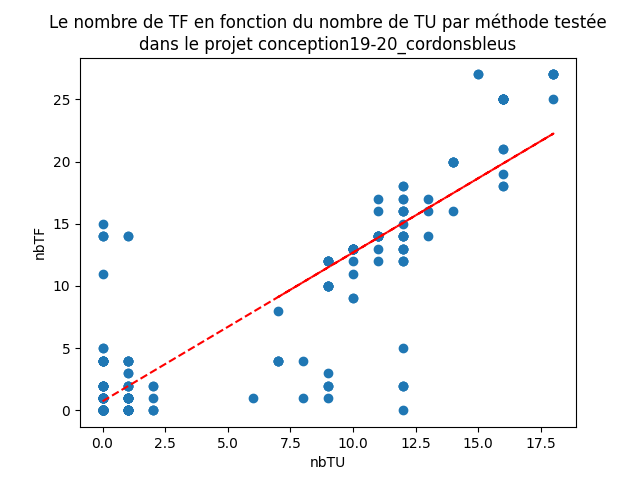 Le nombre de TF en fonction du nombre de TU par méthode testée
dans le projet conception19-20_cordonsbleus
25
20
15
10
5
0
nbTF
0.0 2.5 5.0 7.5 10.0 12.5 15.0 17.5
nbTU